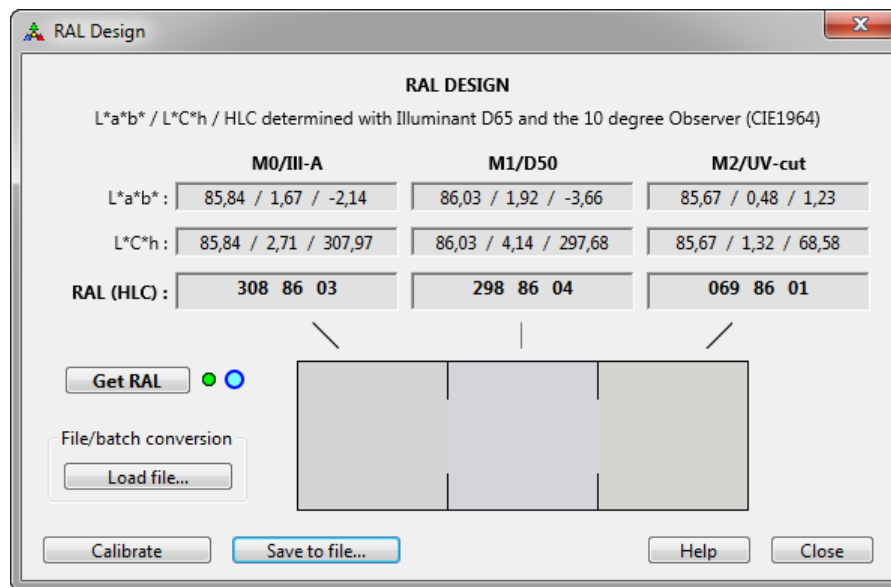 RAL Design
RAL DESIGN
L*a*b* / L*C*h / HLC determined with Illuminant D65 and the 10 degree Observer (CIE1964)
M0/III-A M1/D50 M2/UV-cut
L*a*b* : 85,84 / 1,67 / -2,14 86,03 / 1,92 / -3,66 85,67 / 0,48 / 1,23
L*C*h : 85,84 / 2,71 / 307,97 86,03 / 4,14 / 297,68 85,67 / 1,32 / 68,58
RAL (HLC) : 308 86 03 298 86 04 069 86 01
Get RAL
File/batch conversion
Load file...
Calibrate Save to file... Help Close